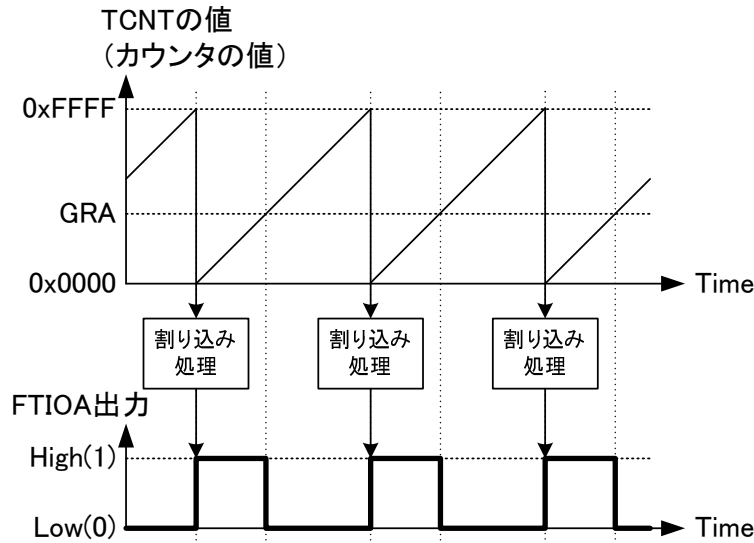 TCNTの値
(カウンタの値)
0xFFFF
GRA
0x0000
Time
割り込み
処理
割り込み
処理
割り込み
処理
FTIOA出力
High(1)
Low(0)
Time